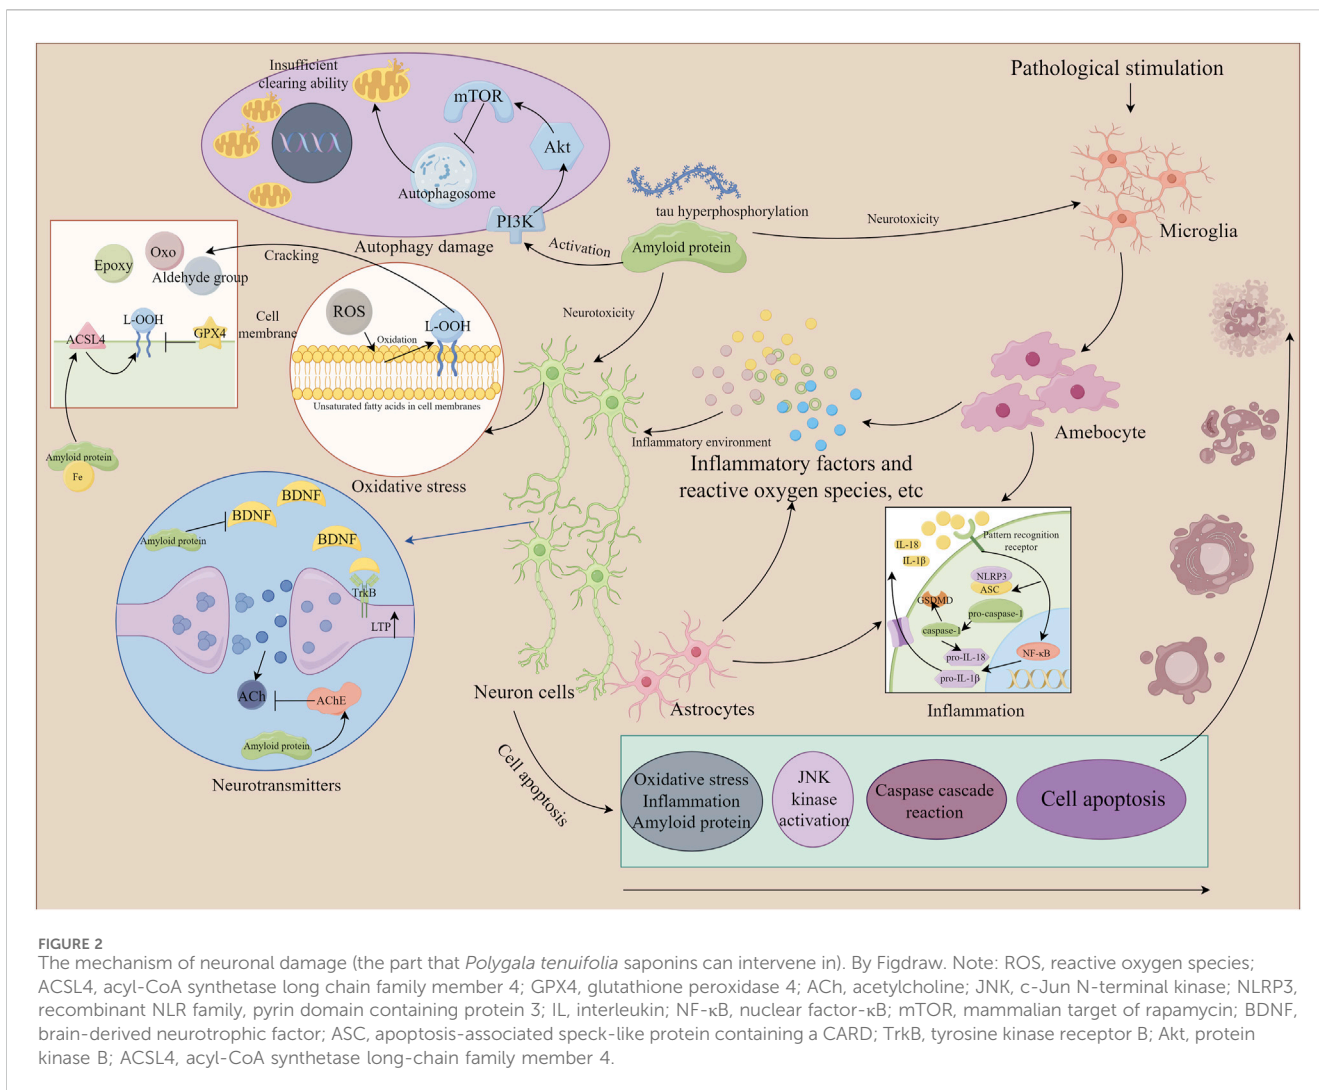 Insufficient
clearing ability
mTOR
Akt
Autophagosome
PI3K
Autophagy damage
Activation
tau hyperphosphorylation
Amyloid protein
Neurotoxicity
Pathological stimulation
Microglia
Epoxy
Oxo
Aldehyde group
Cracking
L-OOH
ACSL4
GPX4
Cell
membrane
ROS
Oxidation
L-OOH
Unsaturated fatty acids in cell membranes
Oxidative stress
Neurotoxicity
Amyloid protein
Fe
Inflammatory environment
Inflammatory factors and
reactive oxygen species, etc
Amebocyte
BDNF
BDNF
BDNF
Amyloid protein
TrkB
LTP
ACh
AChE
Amyloid protein
Neurotransmitters
Neuron cells
Astrocytes
IL-18
IL-1β
Pattern recognition
receptor
NLRP3
ASC
GSDMD
pro-caspase-1
caspase-1
pro-IL-18
pro-IL-1β
NF-κB
Inflammation
Cell apoptosis
Oxidative stress
Inflammation
Amyloid protein
JNK
kinase
activation
Caspase cascade
reaction
Cell apoptosis
FIGURE 2
The mechanism of neuronal damage (the part that Polygala tenuifolia saponins can intervene in). By Figdraw. Note: ROS, reactive oxygen species;
ACSL4, acyl-CoA synthetase long chain family member 4; GPX4, glutathione peroxidase 4; ACh, acetylcholine; JNK, c-Jun N-terminal kinase; NLRP3,
recombinant NLR family, pyrin domain containing protein 3; IL, interleukin; NF-κB, nuclear factor-κB; mTOR, mammalian target of rapamycin; BDNF,
brain-derived neurotrophic factor; ASC, apoptosis-associated speck-like protein containing a CARD; TrkB, tyrosine kinase receptor B; Akt, protein
kinase B; ACSL4, acyl-CoA synthetase long-chain family member 4.